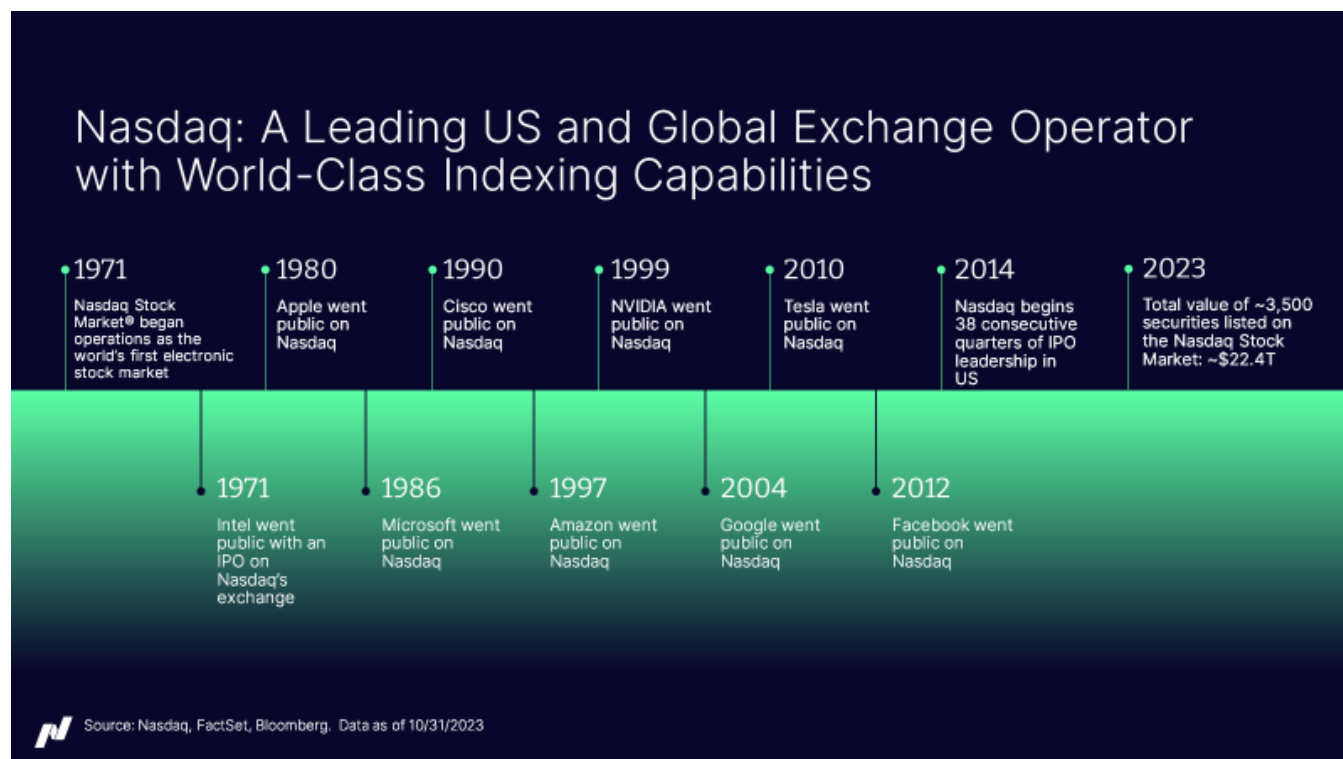 Nasdaq: A Leading US and Global Exchange Operator
with World-Class Indexing Capabilities
1971
Nasdaq Stock
Market® began
operations as the
world's first electronic
stock market
1980
Apple went
public on
Nasdaq
1990
Cisco went
public on
Nasdaq
1999
NVIDIA went
public on
Nasdaq
2010
Tesla went
public on
Nasdaq
2014
Nasdaq begins
38 consecutive
quarters of IPO
leadership in
US
2023
Total value of ~3,500
securities listed on
the Nasdaq Stock
Market: ~$22.4T
1971
Intel went
public with an
IPO on
Nasdaq's
exchange
1986
Microsoft went
public on
Nasdaq
1997
Amazon went
public on
Nasdaq
2004
Google went
public on
Nasdaq
2012
Facebook went
public on
Nasdaq
Source: Nasdaq, FactSet, Bloomberg. Data as of 10/31/2023